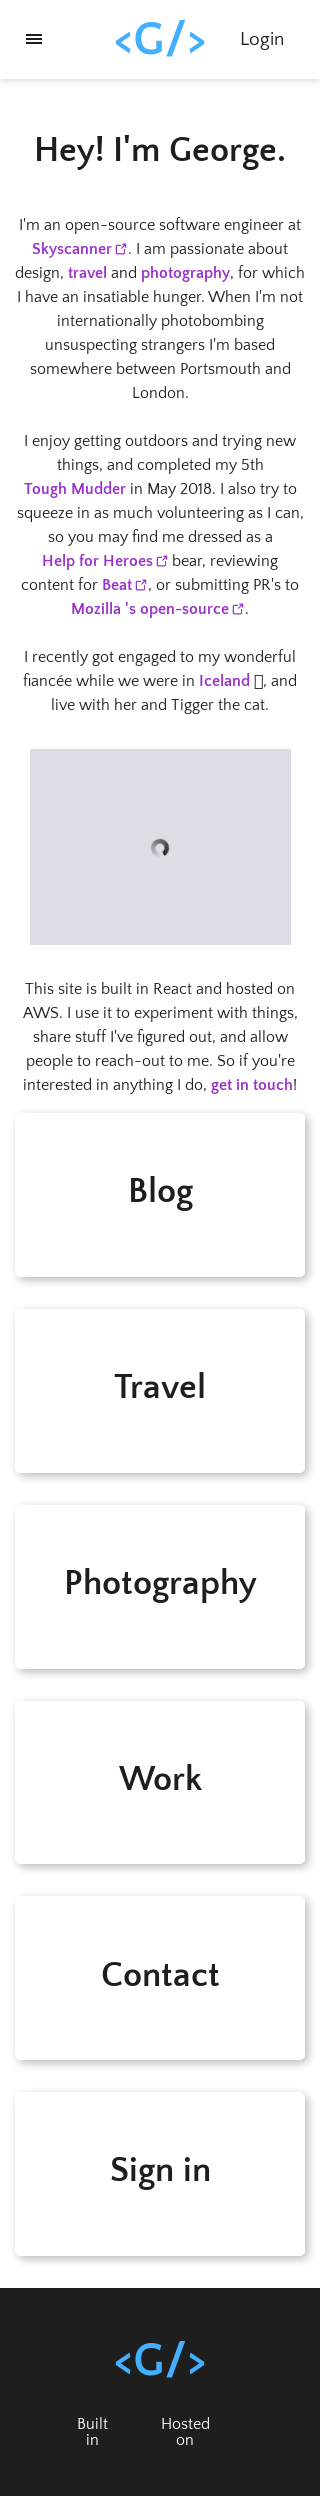 <G/>
Login
Hey! I'm George.
I'm an open-source software engineer at
Skyscanner. I am passionate about
design, travel and photography, for which
I have an insatiable hunger. When I'm not
internationally photobombing
unsuspecting strangers I'm based
somewhere between Portsmouth and
London.
I enjoy getting outdoors and trying new
things, and completed my 5th
Tough Mudder in May 2018. I also try to
squeeze in as much volunteering as I can,
so you may find me dressed as a
Help for Heroes bear, reviewing
content for Beat, or submitting PR's to
Mozilla 's open-source.
I recently got engaged to my wonderful
fiancée while we were in Iceland , and
live with her and Tigger the cat.
This site is built in React and hosted on
AWS. I use it to experiment with things,
share stuff I've figured out, and allow
people to reach-out to me. So if you're
interested in anything I do, get in touch!
Blog
Travel
Photography
Work
Contact
Sign in
<G/>
Built
in
Hosted
on